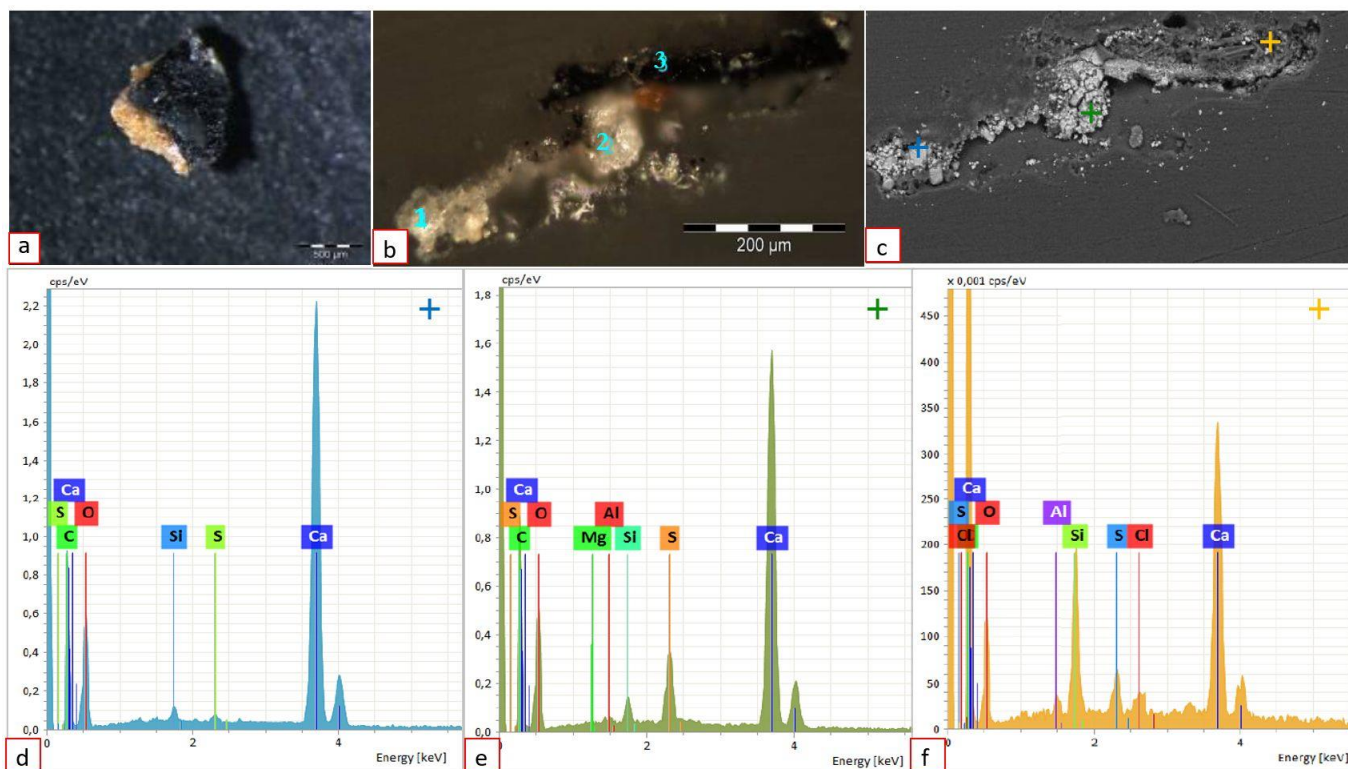 a
500 µm
b
1
2
3
200 µm
c
cps/eV
2,2
2,0
1,8
1,6
1,4
1,2
1,0
0,8
0,6
0,4
0,2
0,0
Ca
S
O
C
Si
S
Ca
0
2
4
Energy [keV]
d
cps/eV
1,8
1,6
1,4
1,2
1,0
0,8
0,6
0,4
0,2
0,0
Ca
S
O
Al
C
Mg
Si
S
Ca
0
2
4
Energy [keV]
e
x 0,001 cps/eV
450
400
350
300
250
200
150
100
50
0
Ca
S
O
Al
Cl
Si
S
Cl
Ca
0
2
4
Energy [keV]
f